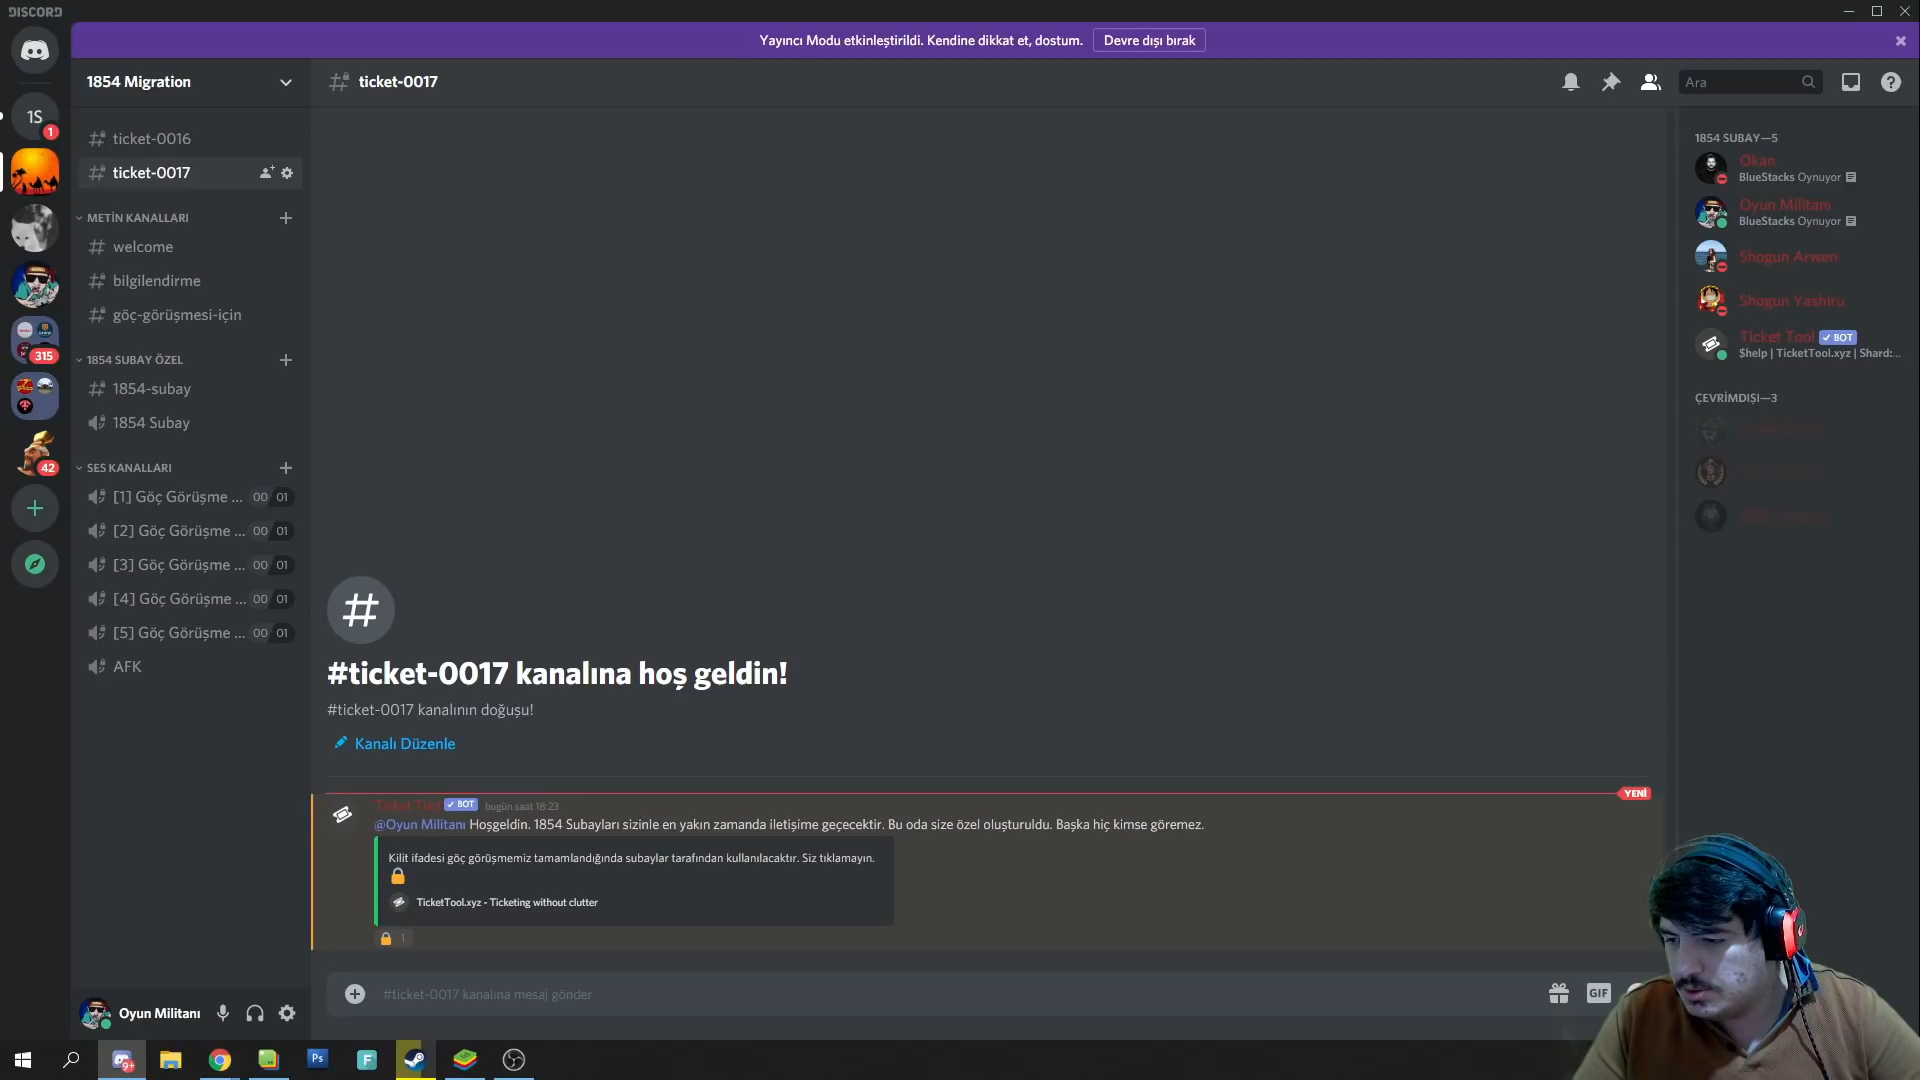 DISCORD
Yayıncı Modu etkinleştirildi. Kendine dikkat et, dostum.
Devre dışı bırak
1854 Migration
ticket-0017
Ara
1S
1
315
42
ticket-0016
ticket-0017
METİN KANALLARI
welcome
bilgilendirme
göç-görüşmesi-için
1854 SUBAY ÖZEL
1854-subay
1854 Subay
SES KANALLARI
[1] Göç Görüşme ... 00 01
[2] Göç Görüşme ... 00 01
[3] Göç Görüşme ... 00 01
[4] Göç Görüşme ... 00 01
[5] Göç Görüşme ... 00 01
AFK
Oyun Militanı
#ticket-0017 kanalına hoş geldin!
#ticket-0017 kanalının doğuşu!
Kanalı Düzenle
YENİ
Ticket Tool BOT bugün saat 18:23
@Oyun Militanı Hoşgeldin. 1854 Subayları sizinle en yakın zamanda iletişime geçecektir. Bu oda size özel oluşturuldu. Başka hiç kimse göremez.
Kilit ifadesi göç görüşmemiz tamamlandığında subaylar tarafından kullanılacaktır. Siz tıklamayın.
TicketTool.xyz - Ticketing without clutter
1
#ticket-0017 kanalına mesaj gönder
GIF
1854 SUBAY—5
Okan
BlueStacks Oynuyor
Oyun Militanı
BlueStacks Oynuyor
Shogun Arwen
Shogun Yashiru
Ticket Tool BOT
$help | TicketTool.xyz | Shard:...
ÇEVRİMDIŞI—3
9+
Ps
F